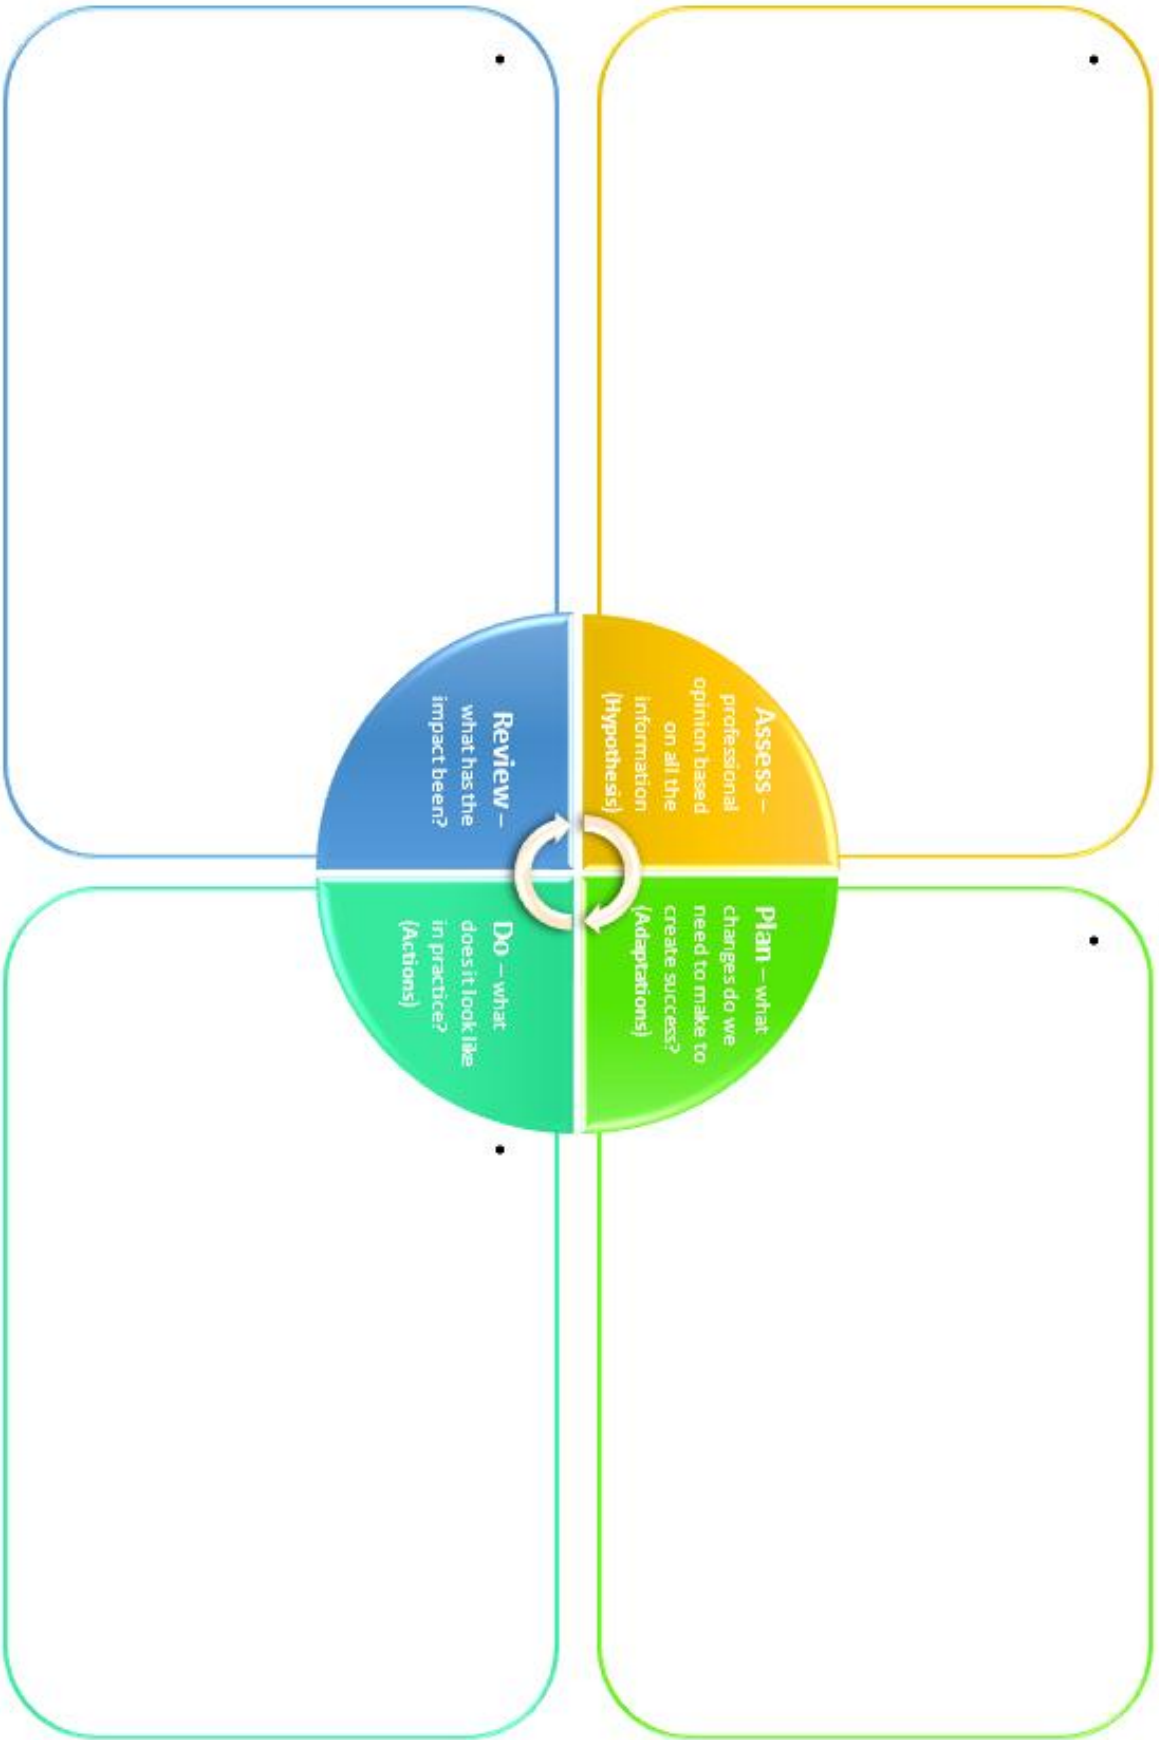 Assess –
professional
opinion based
on all the
information
(Hypothesis)
Plan – what
changes do we
need to make to
create success?
(Adaptations)
Do – what
does it look like
in practice?
(Actions)
Review –
what has the
impact been?